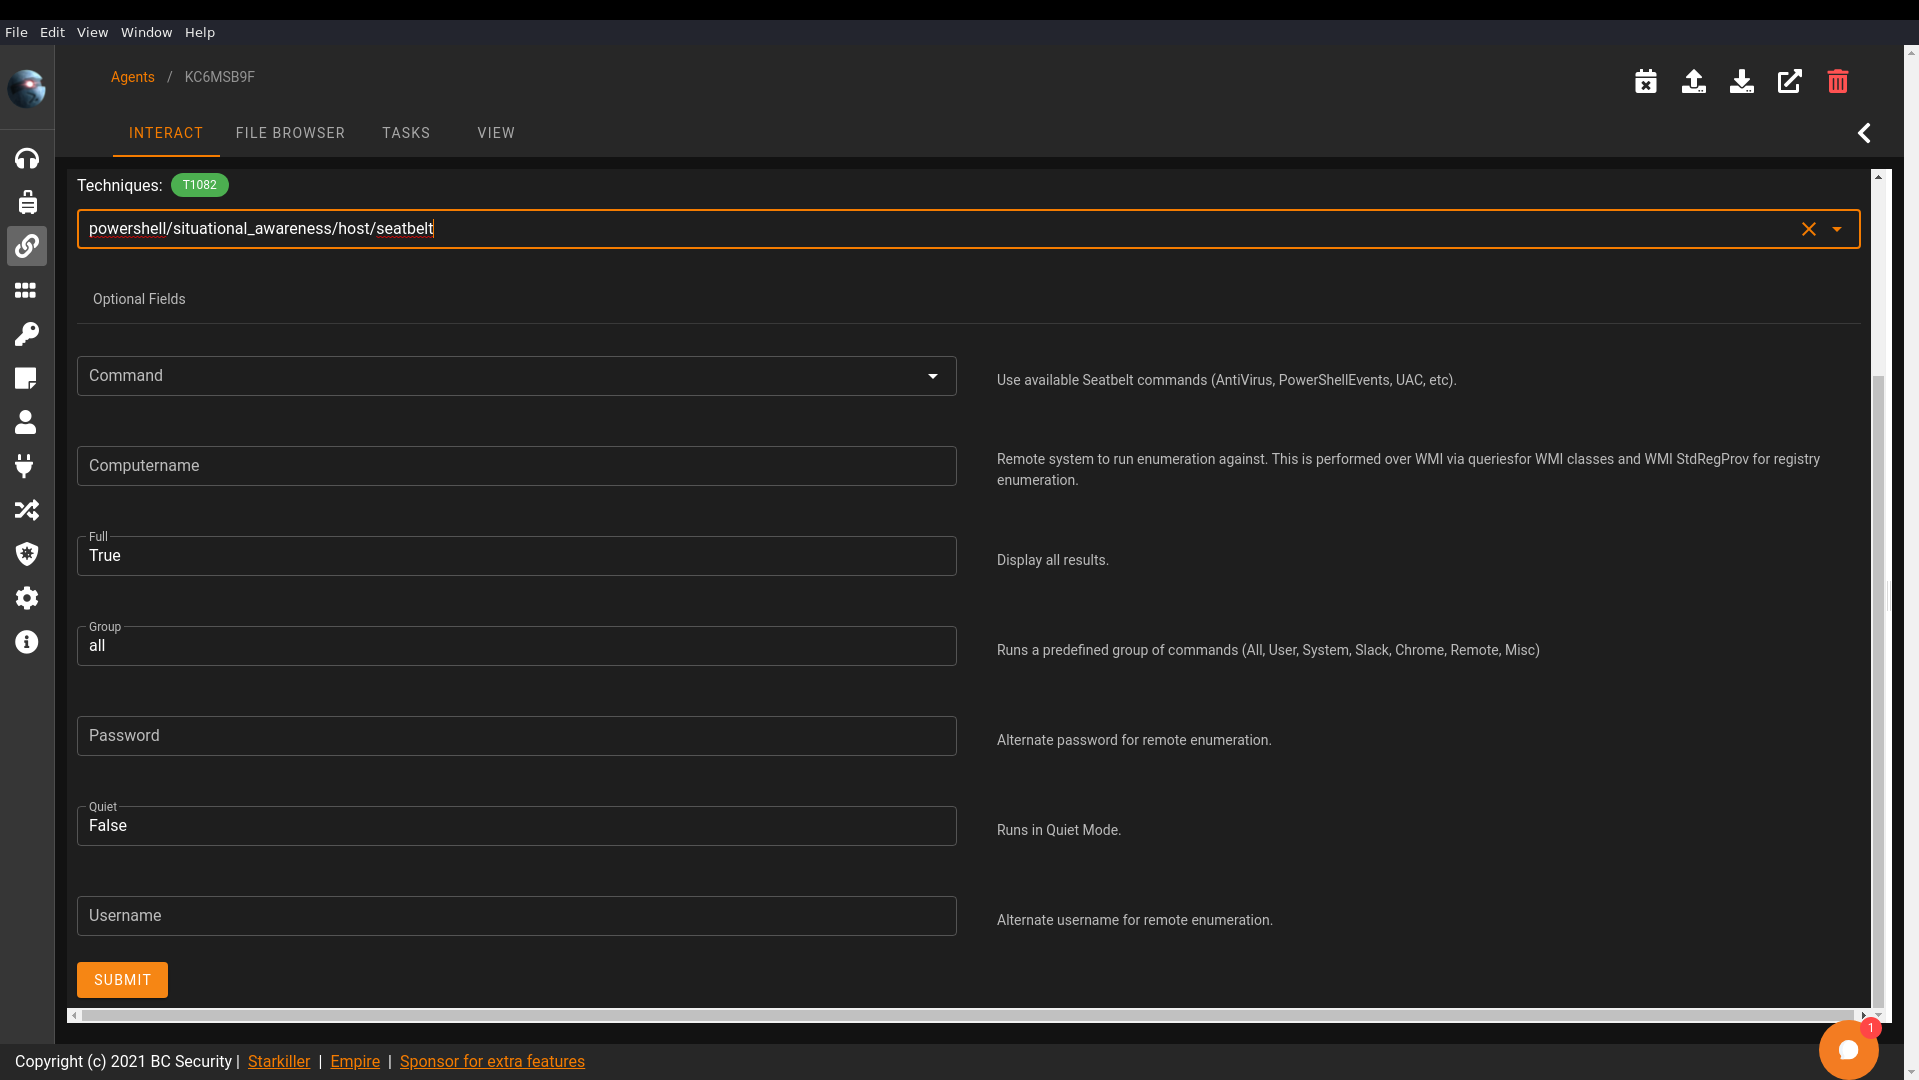 File Edit View Window Help
Agents / KC6MSB9F
INTERACT FILE BROWSER TASKS VIEW
Techniques: T1082
powershell/situational_awareness/host/seatbelt
Optional Fields
Command
Use available Seatbelt commands (AntiVirus, PowerShellEvents, UAC, etc).
Computername
Remote system to run enumeration against. This is performed over WMI via queriesfor WMI classes and WMI StdRegProv for registry
enumeration.
Full
True
Display all results.
Group
all
Runs a predefined group of commands (All, User, System, Slack, Chrome, Remote, Misc)
Password
Alternate password for remote enumeration.
Quiet
False
Runs in Quiet Mode.
Username
Alternate username for remote enumeration.
SUBMIT
1
Copyright (c) 2021 BC Security | Starkiller | Empire | Sponsor for extra features